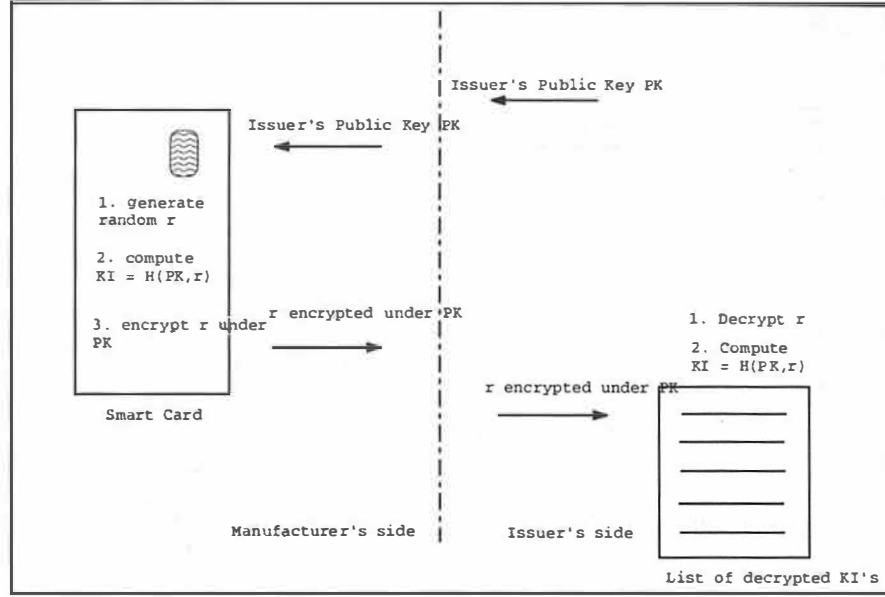 Issuer's Public Key PK
Issuer's Public Key PK
1. generate
random r
2. compute
KI = H(PK,r)
3. encrypt r under
PK
r encrypted under PK
Smart Card
1. Decrypt r
2. Compute
KI = H(PK,r)
r encrypted under PK
Manufacturer's side
Issuer's side
List of decrypted KI's